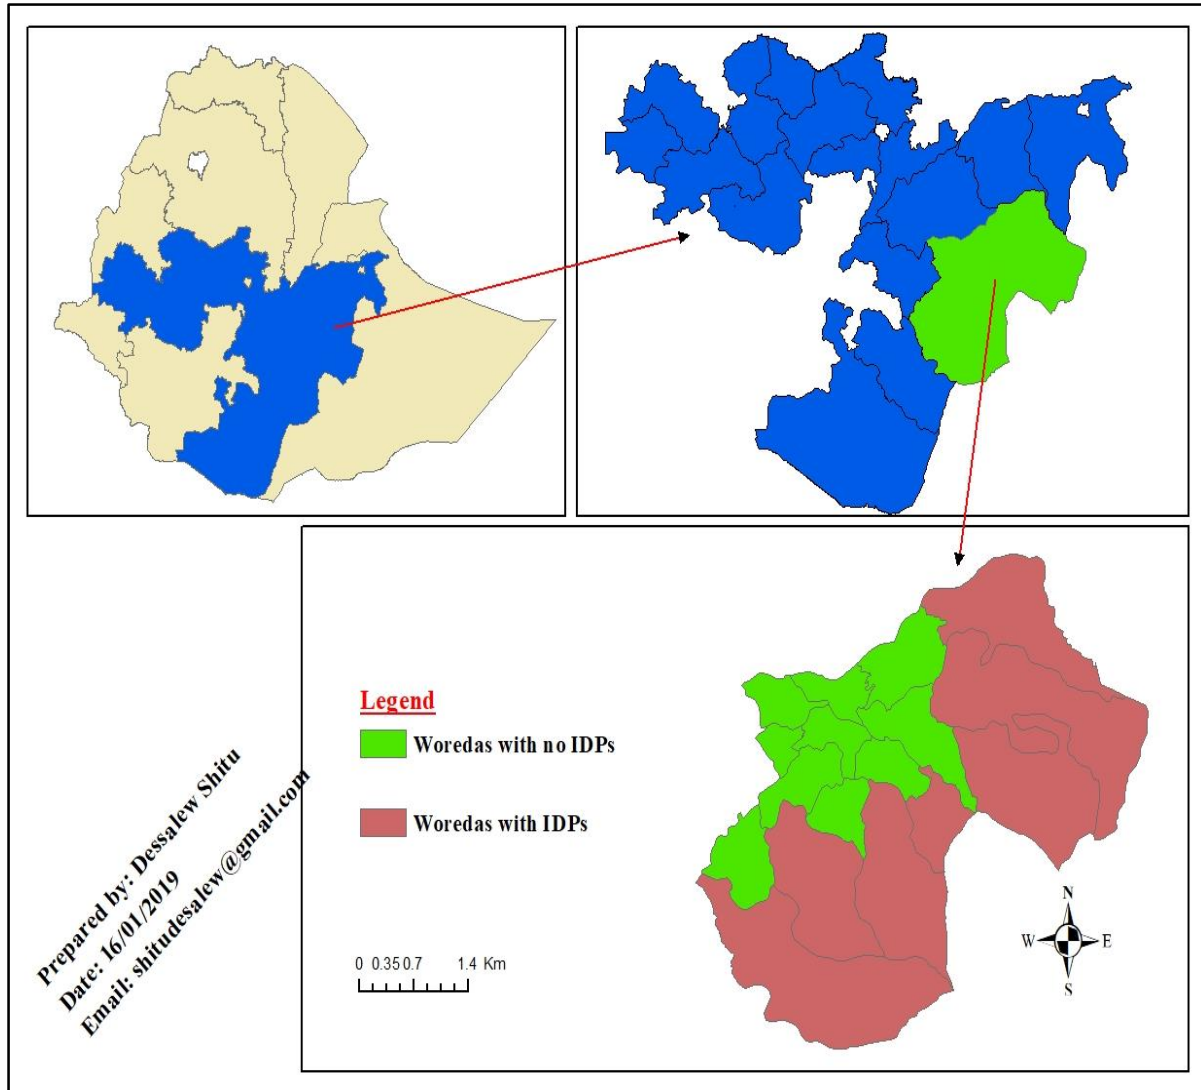 Legend
Woredas with no IDPs
Woredas with IDPs
Prepared by: Dessalew Shitu
Date: 16/01/2019
Email: shitudesalew@gmail.com
0 0.35 0.7 1.4 Km
N
W E
S